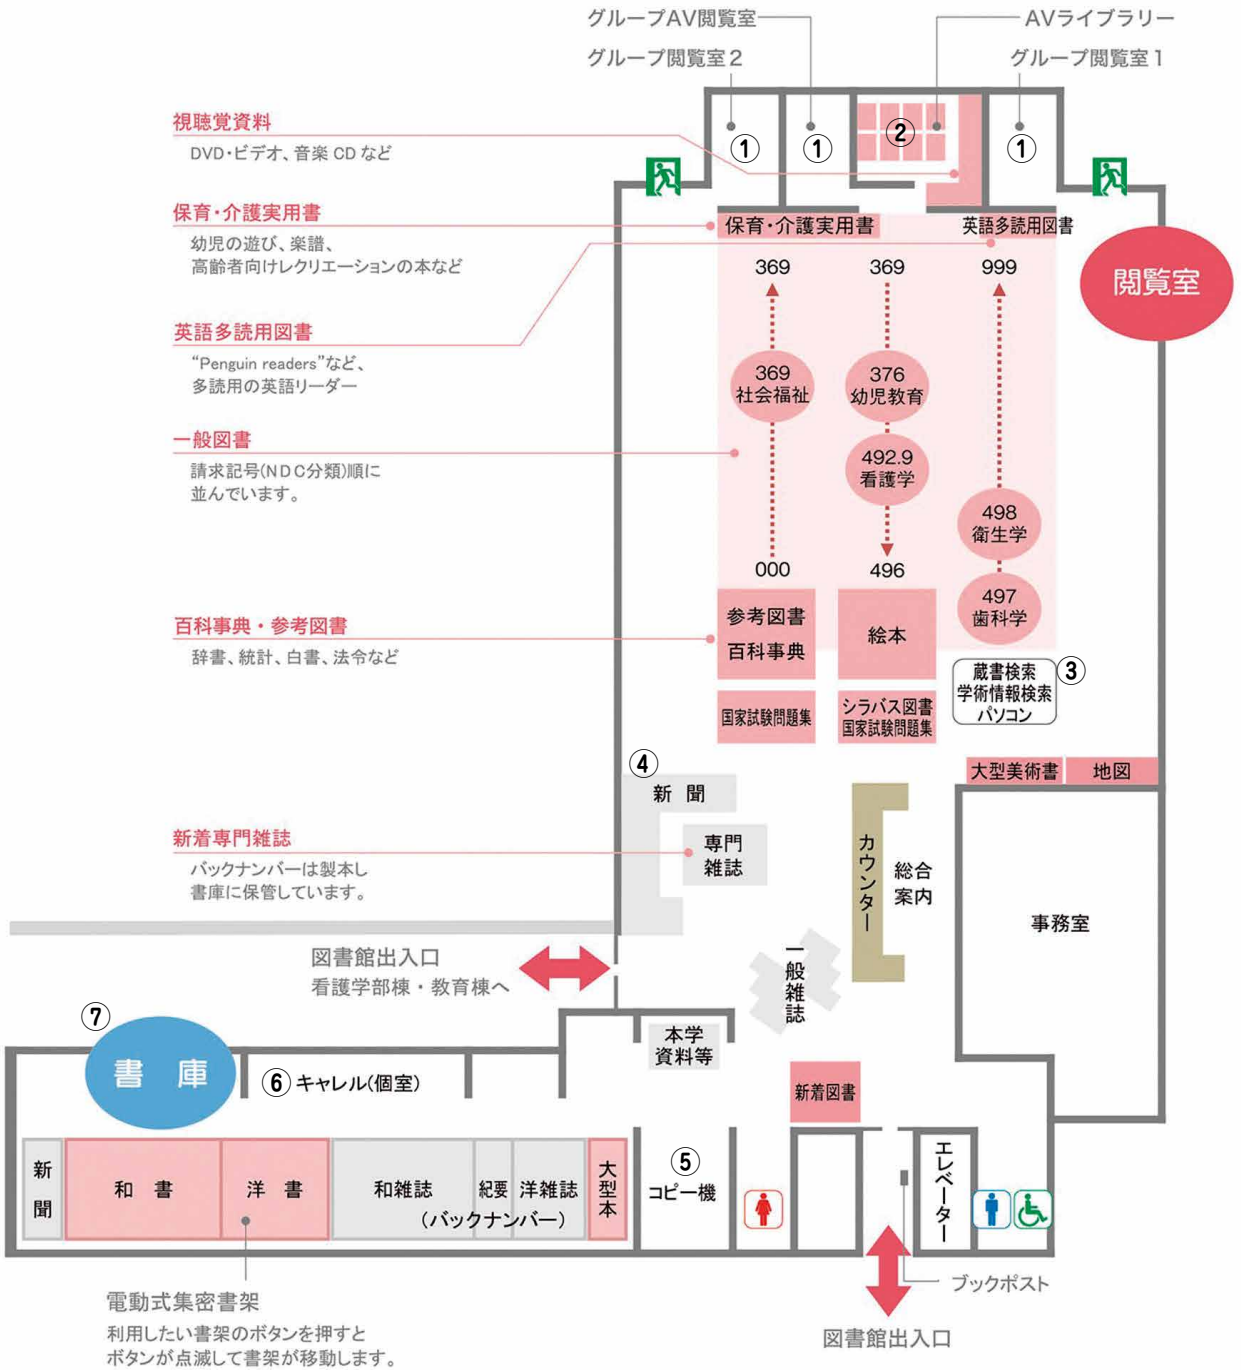 グループAV閲覧室
AVライブラリー
グループ閲覧室2
グループ閲覧室1
視聴覚資料
DVD・ビデオ、音楽 CD など
①
①
②
①
保育・介護実用書
幼児の遊び、楽譜、
高齢者向けレクリエーションの本など
保育・介護実用書
英語多読用図書
369
369
999
閲覧室
英語多読用図書
“Penguin readers”など、
多読用の英語リーダー
369
社会福祉
376
幼児教育
一般図書
請求記号(NDC分類)順に
並んでいます。
492.9
看護学
498
衛生学
000
496
497
歯科学
百科事典・参考図書
辞書、統計、白書、法令など
参考図書
百科事典
絵本
蔵書検索
学術情報検索
パソコン
③
国家試験問題集
シラバス図書
国家試験問題集
大型美術書
地図
④
新聞
新着専門雑誌
バックナンバーは製本し
書庫に保管しています。
専門
雑誌
カウンター
総合
案内
事務室
図書館出入口
看護学部棟・教育棟へ
一般雑誌
⑦
書庫
⑥キャレル(個室)
本学
資料等
新着図書
新聞
和書
洋書
和雑誌
紀要
洋雑誌
(バックナンバー)
大型本
⑤
コピー機
エレベーター
ブックポスト
電動式集密書架
利用したい書架のボタンを押すと
ボタンが点滅して書架が移動します。
図書館出入口